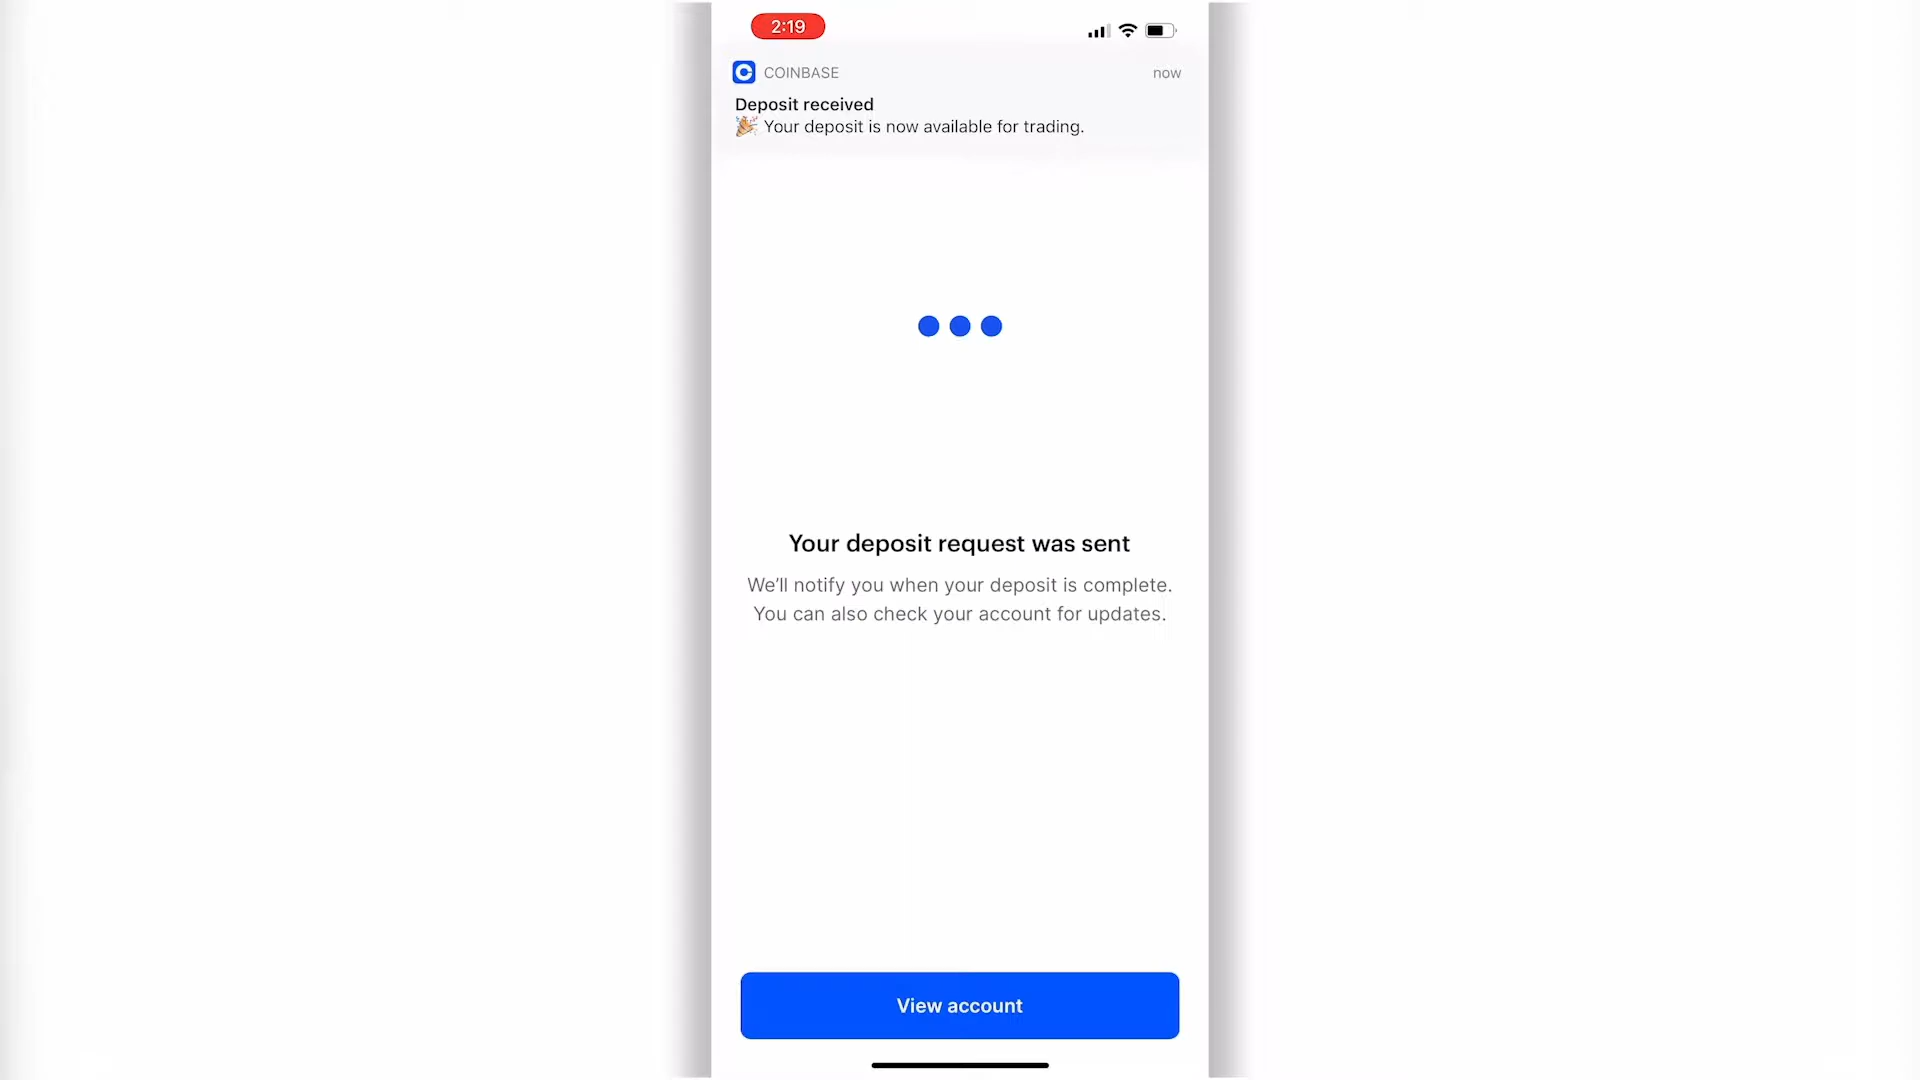 2:19
COINBASE
now
Deposit received
🎉 Your deposit is now available for trading.
Your deposit request was sent
We’ll notify you when your deposit is complete.
You can also check your account for updates.
View account